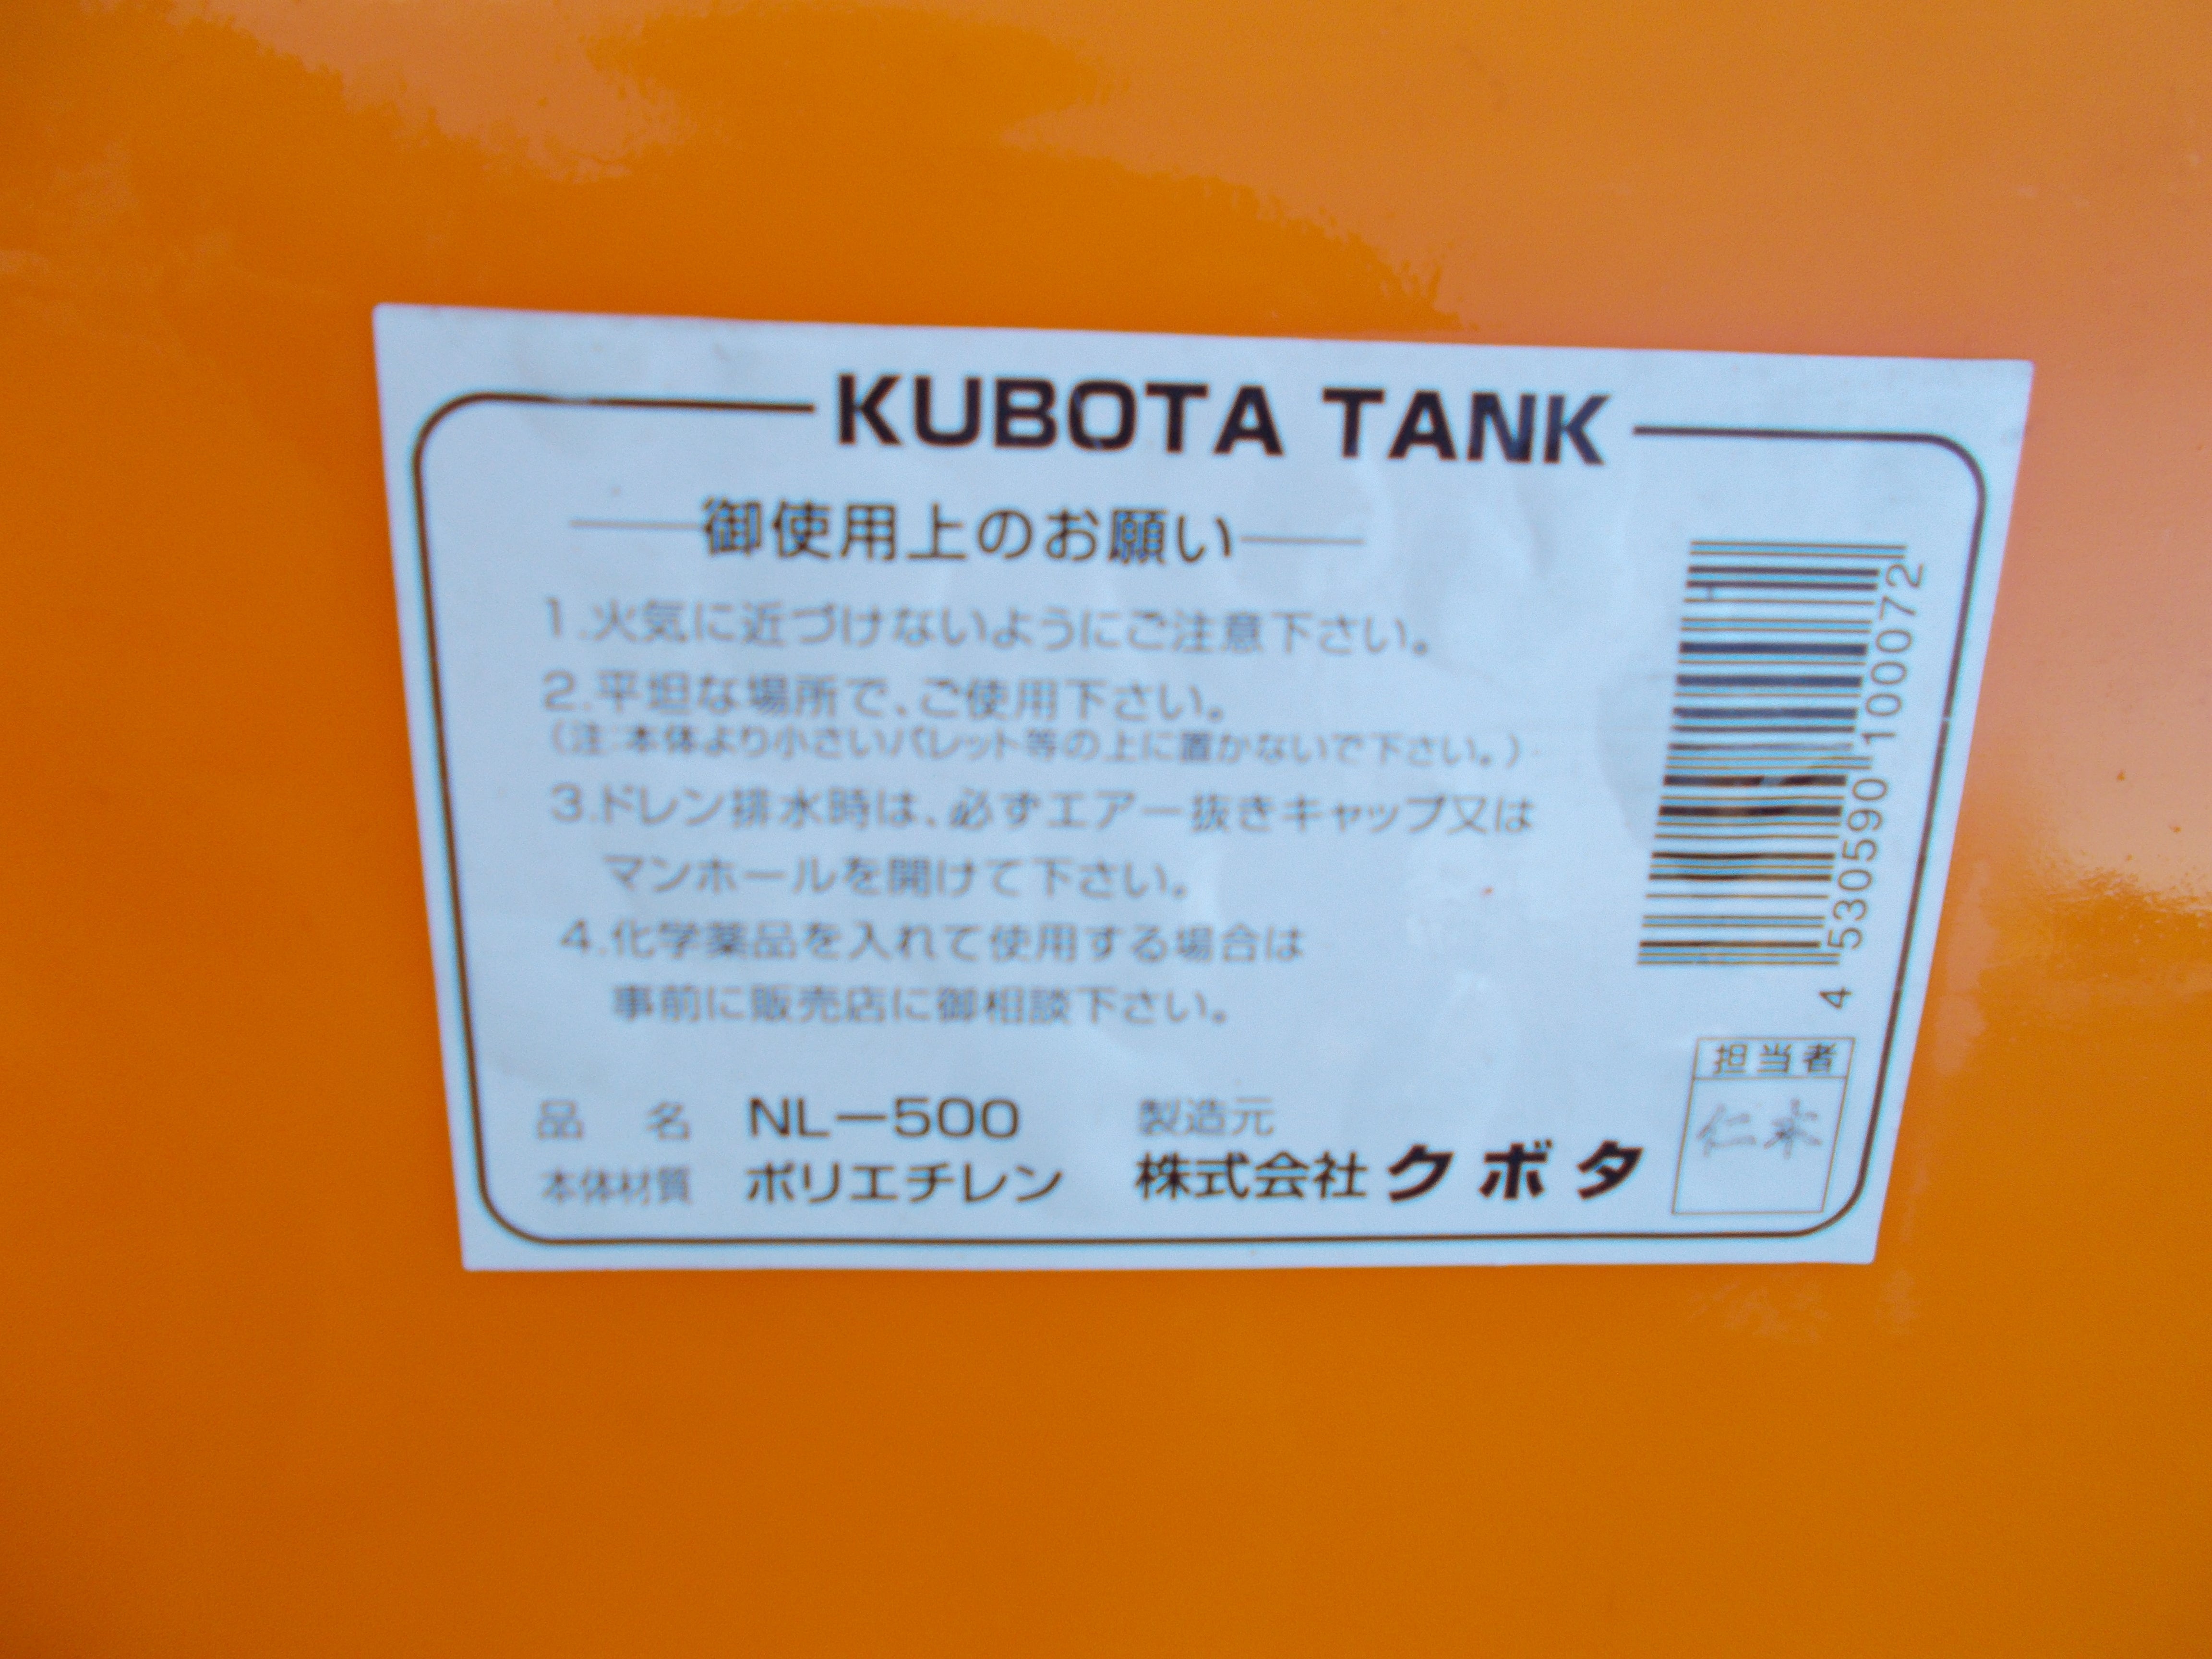 KUBOTA TANK
御使用上のお願い
1.火気に近づけないようにご注意下さい。
2.平坦な場所で、ご使用下さい。
(注:本体より小さいパレット等の上に置かないで下さい。)
3.ドレン排水時は、必ずエアー抜きキャップ又は
マンホールを開けて下さい。
4.化学薬品を入れて使用する場合は
事前に販売店に御相談下さい。
品 名 NL-500
本体材質 ポリエチレン
製造元
株式会社クボタ
4 530590 100072
担当者
仁木